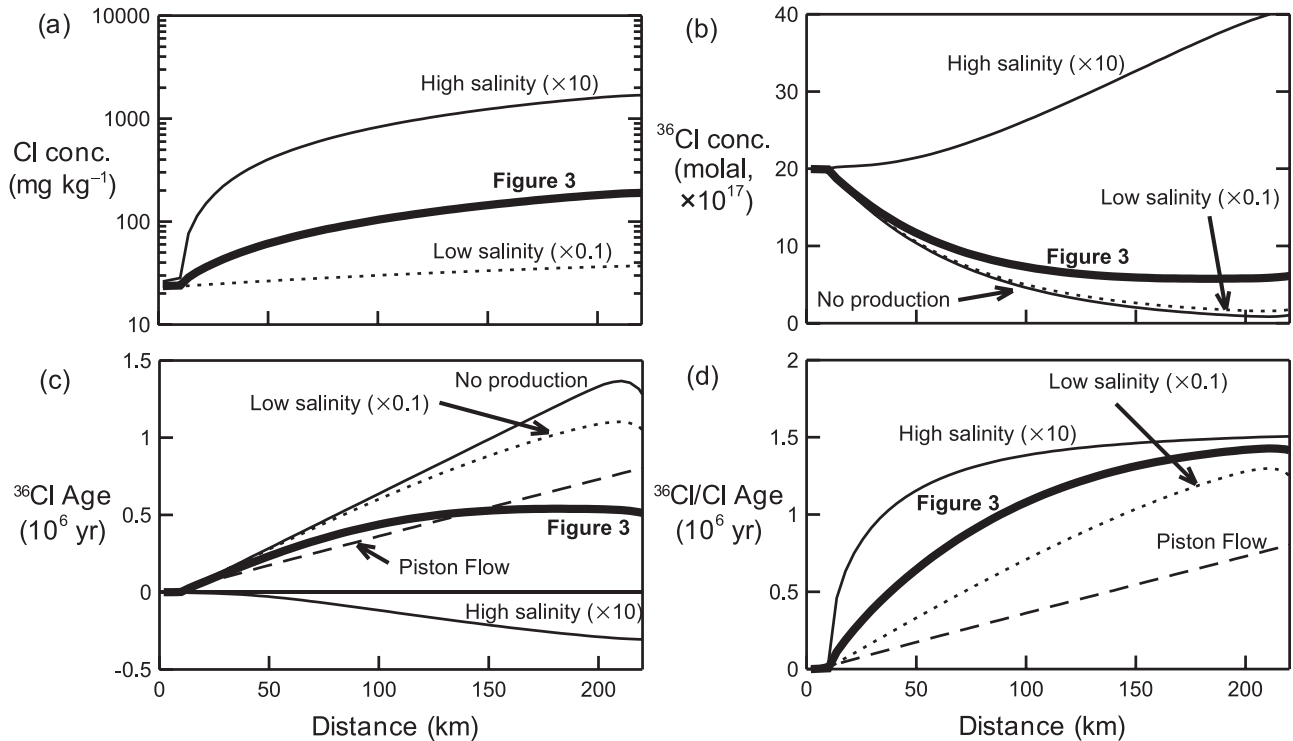 (a)
10000
1000
100
10
Cl conc.
(mg kg⁻¹)
High salinity (×10)
Figure 3
Low salinity (×0.1)
(b)
40
30
20
10
0
³⁶Cl conc.
(molal,
×10¹⁷)
High salinity (×10)
Low salinity (×0.1)
Figure 3
No production
(c)
1.5
1
0.5
0
-0.5
³⁶Cl Age
(10⁶ yr)
No production
Low salinity (×0.1)
Figure 3
Piston Flow
High salinity (×10)
0 50 100 150 200
Distance (km)
(d)
2
1.5
1
0.5
0
³⁶Cl/Cl Age
(10⁶ yr)
Low salinity (×0.1)
High salinity (×10)
Figure 3
Piston Flow
0 50 100 150 200
Distance (km)